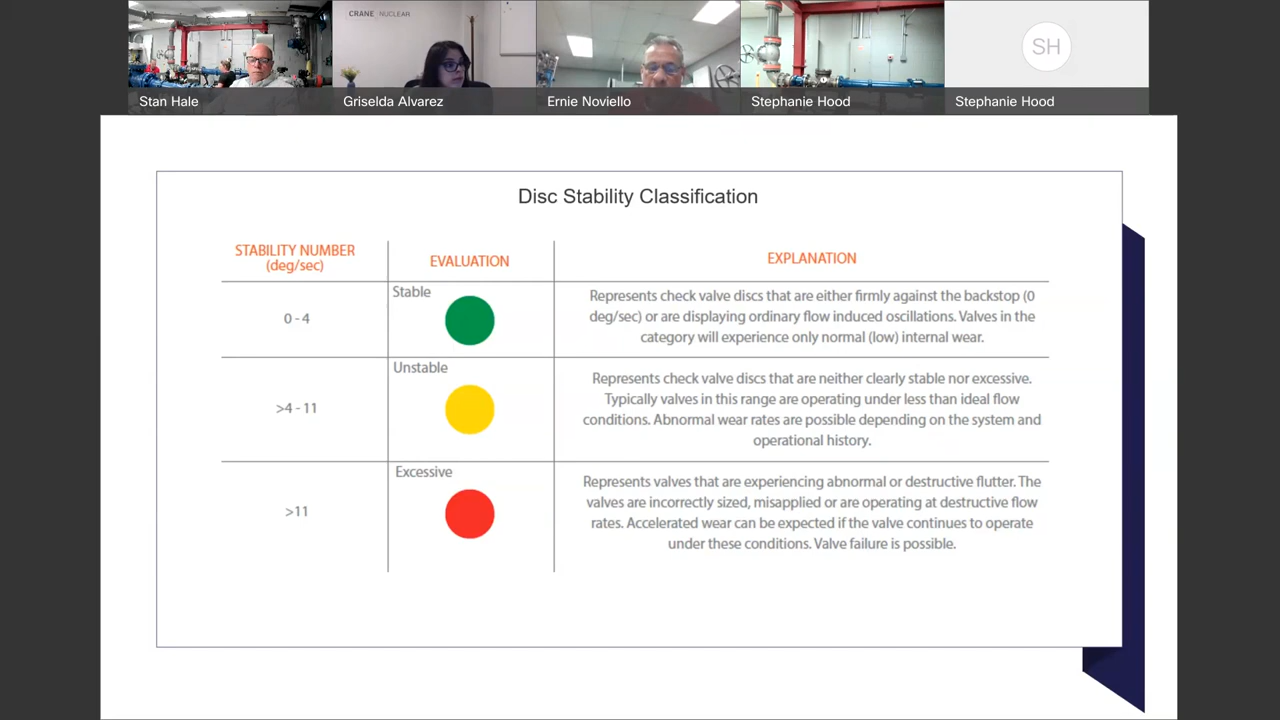 CRANE NUCLEAR
Stan Hale
Griselda Alvarez
Ernie Noviello
Stephanie Hood
SH
Stephanie Hood
Disc Stability Classification
STABILITY NUMBER
(deg/sec)
EVALUATION
EXPLANATION
0 - 4
Stable
Represents check valve discs that are either firmly against the backstop (0
deg/sec) or are displaying ordinary flow induced oscillations. Valves in the
category will experience only normal (low) internal wear.
>4 - 11
Unstable
Represents check valve discs that are neither clearly stable nor excessive.
Typically valves in this range are operating under less than ideal flow
conditions. Abnormal wear rates are possible depending on the system and
operational history.
>11
Excessive
Represents valves that are experiencing abnormal or destructive flutter. The
valves are incorrectly sized, misapplied or are operating at destructive flow
rates. Accelerated wear can be expected if the valve continues to operate
under these conditions. Valve failure is possible.